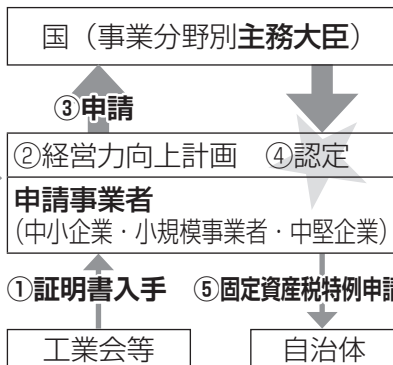 国（事業分野別主務大臣）
③申請
②経営力向上計画　④認定
申請事業者
（中小企業・小規模事業者・中堅企業）
①証明書入手　⑤固定資産税特例申請
工業会等　自治体